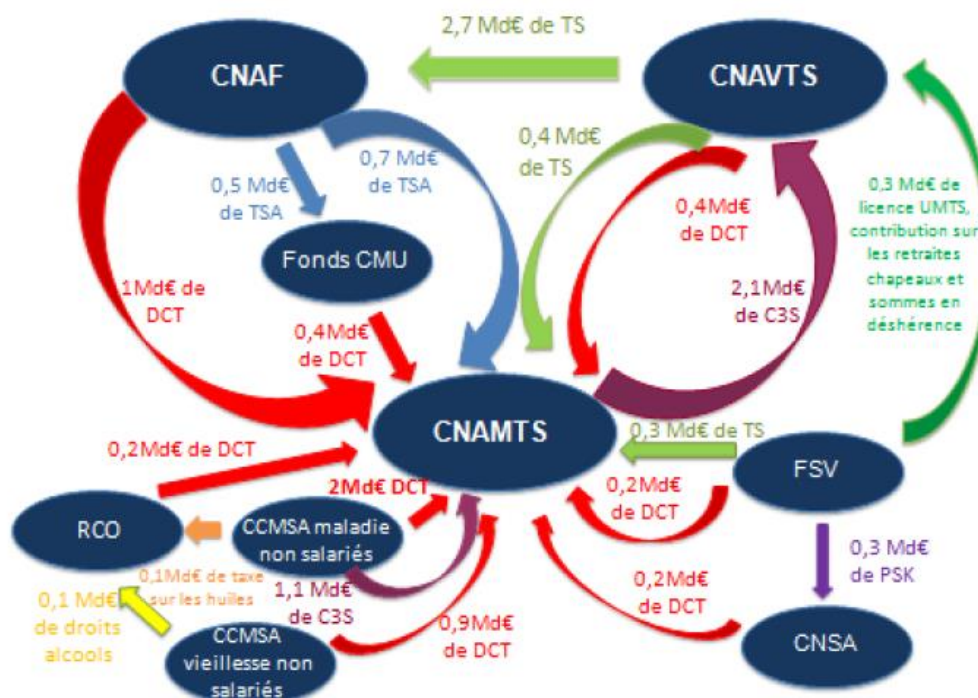 2,7 Md€ de TS
CNAF
CNAVTS
0,7 Md€
de TSA
0,4 Md€
de TS
0,5 Md€
de TSA
0,4Md€
de DCT
0,3 Md€ de
licence UMTS,
contribution sur
les retraites
chapeaux et
sommes en
déshérence
Fonds CMU
1Md€ de
DCT
2,1Md€
de C3S
0,4Md€
de DCT
CNAMTS
0,3 Md€ de TS
0,2Md€ de DCT
FSV
2Md€ DCT
0,2Md€
de DCT
RCO
CCMSA maladie
non salariés
0,3 Md€
de PSK
0,1Md€ de taxe
sur les huiles
1,1 Md€
de C3S
0,2Md€
de DCT
0,1 Md€
de droits
alcools
0,9Md€
de DCT
CCMSA
vieillesse non
salariés
CNSA